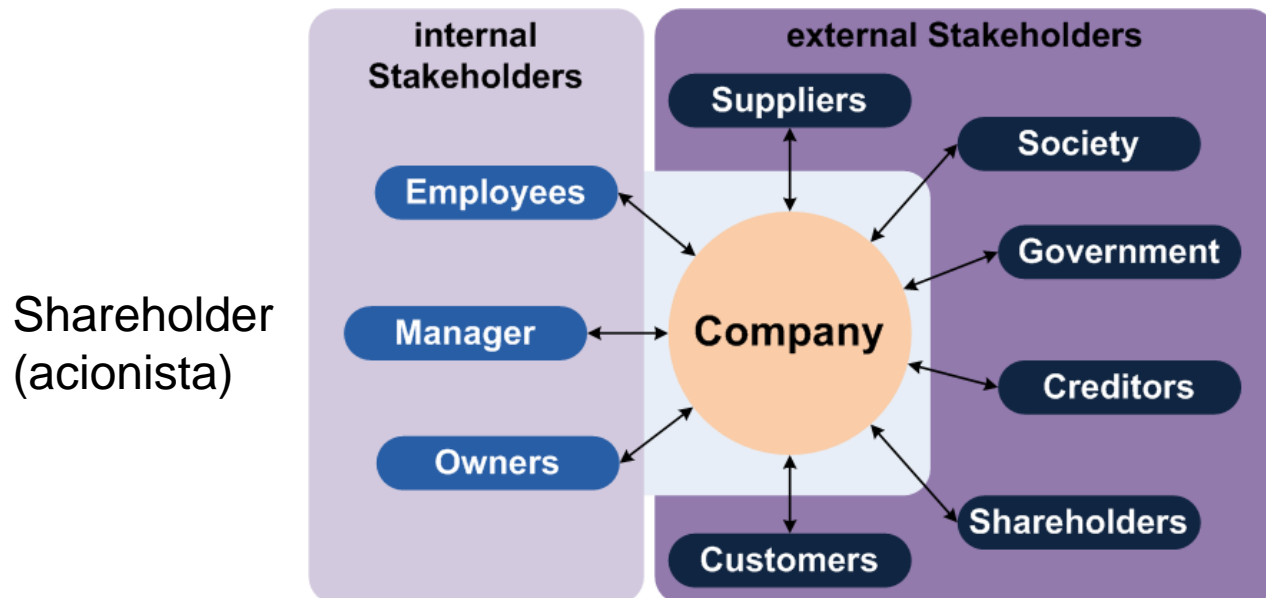 Shareholder
(acionista)
internal
Stakeholders
Employees
Manager
Owners
Company
external Stakeholders
Suppliers
Society
Government
Creditors
Shareholders
Customers